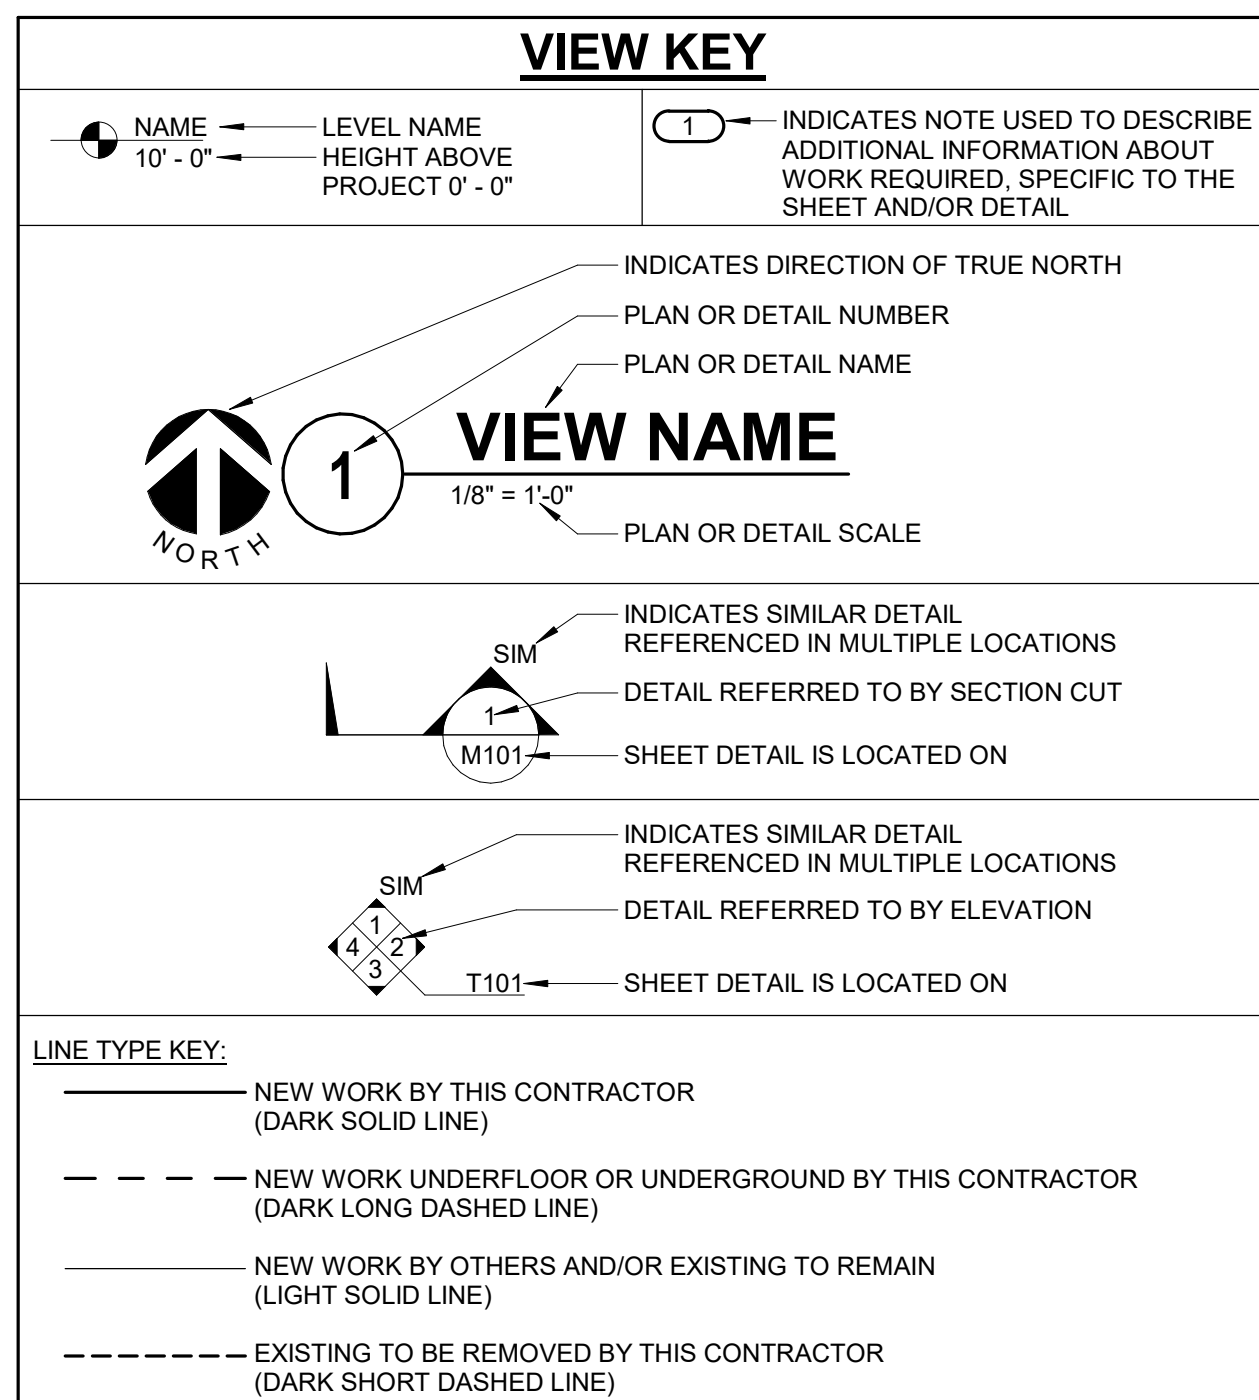 VIEW KEY
NAME
10' - 0"
LEVEL NAME
HEIGHT ABOVE
PROJECT 0' - 0"
1
INDICATES NOTE USED TO DESCRIBE
ADDITIONAL INFORMATION ABOUT
WORK REQUIRED, SPECIFIC TO THE
SHEET AND/OR DETAIL
INDICATES DIRECTION OF TRUE NORTH
PLAN OR DETAIL NUMBER
PLAN OR DETAIL NAME
NORTH
1
VIEW NAME
1/8" = 1'-0"
PLAN OR DETAIL SCALE
INDICATES SIMILAR DETAIL
REFERENCED IN MULTIPLE LOCATIONS
SIM
1
DETAIL REFERRED TO BY SECTION CUT
M101
SHEET DETAIL IS LOCATED ON
INDICATES SIMILAR DETAIL
REFERENCED IN MULTIPLE LOCATIONS
SIM
1
DETAIL REFERRED TO BY ELEVATION
4 2
3
T101
SHEET DETAIL IS LOCATED ON
LINE TYPE KEY:
NEW WORK BY THIS CONTRACTOR
(DARK SOLID LINE)
NEW WORK UNDERFLOOR OR UNDERGROUND BY THIS CONTRACTOR
(DARK LONG DASHED LINE)
NEW WORK BY OTHERS AND/OR EXISTING TO REMAIN
(LIGHT SOLID LINE)
EXISTING TO BE REMOVED BY THIS CONTRACTOR
(DARK SHORT DASHED LINE)